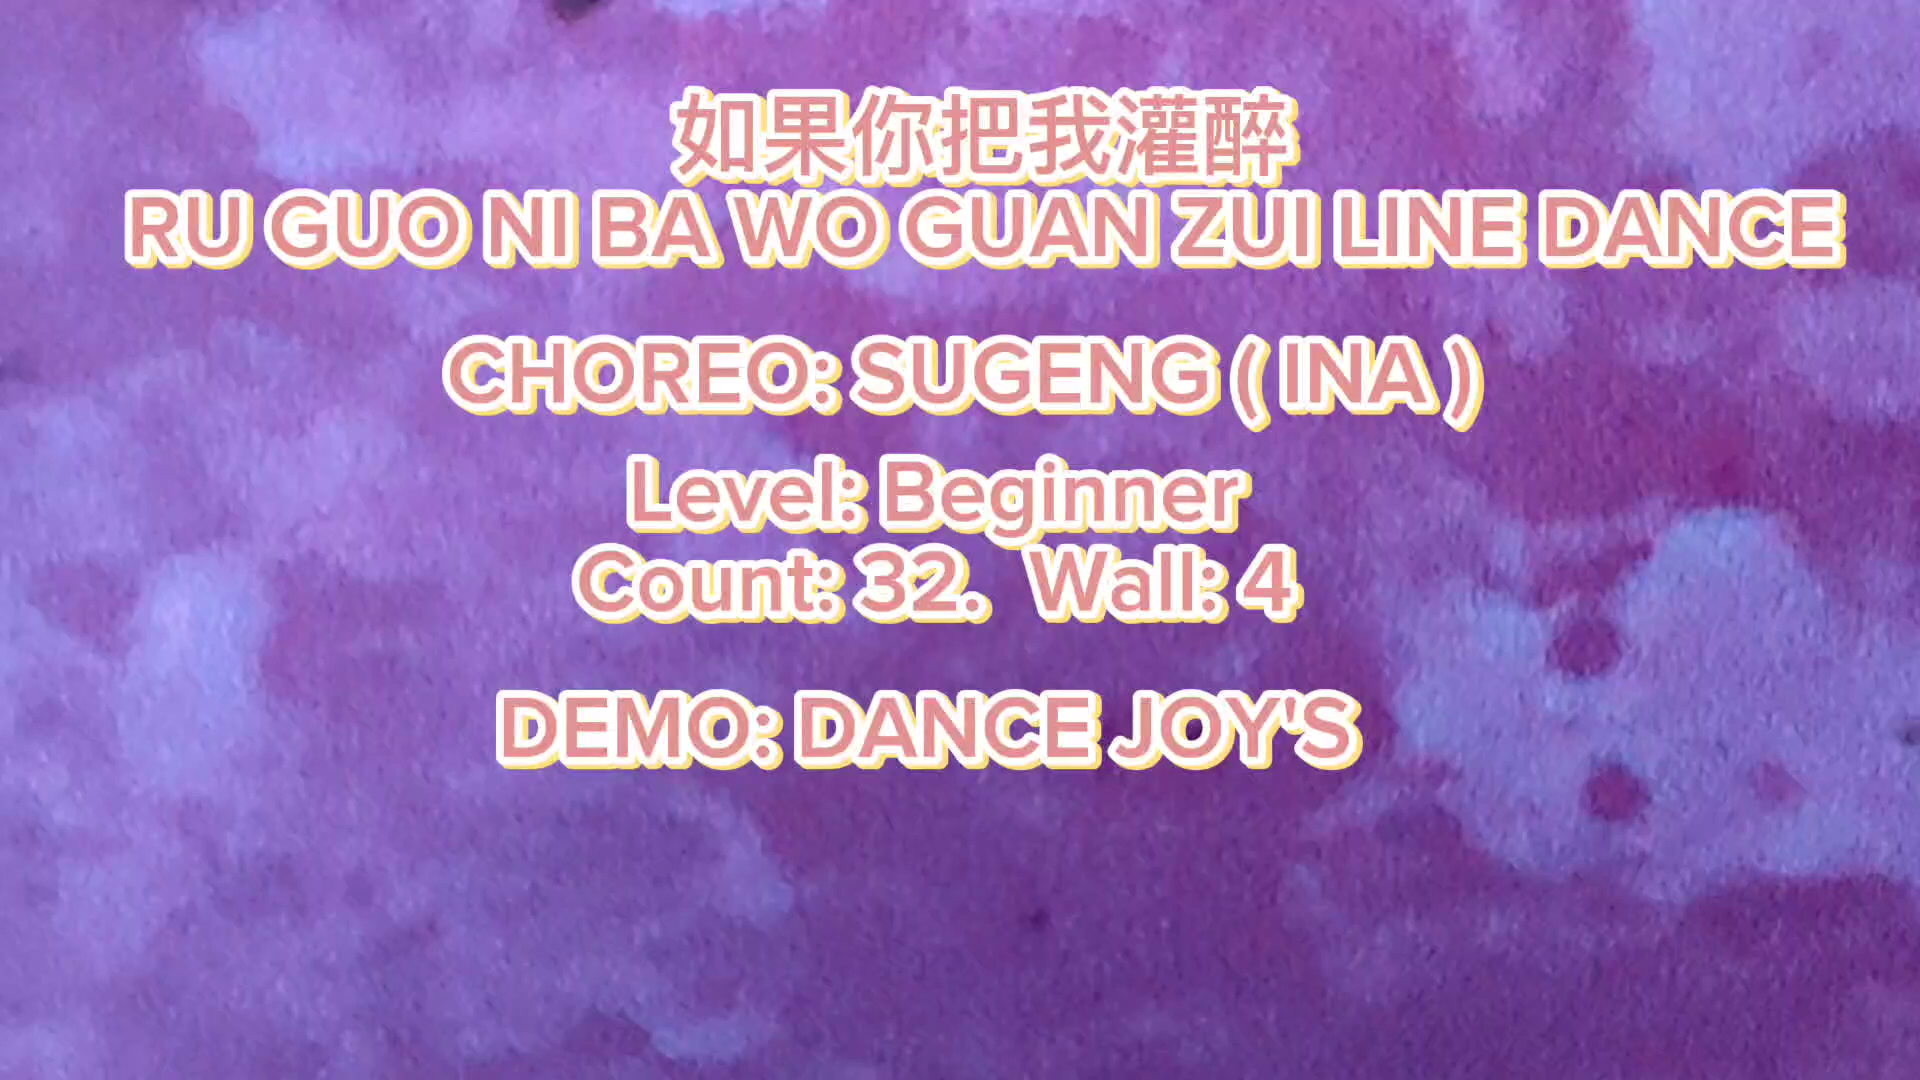 如果你把我灌醉
RU GUO NI BA WO GUAN ZUI LINE DANCE
CHOREO: SUGENG ( INA )
Level: Beginner
Count: 32. Wall: 4
DEMO: DANCE JOY'S